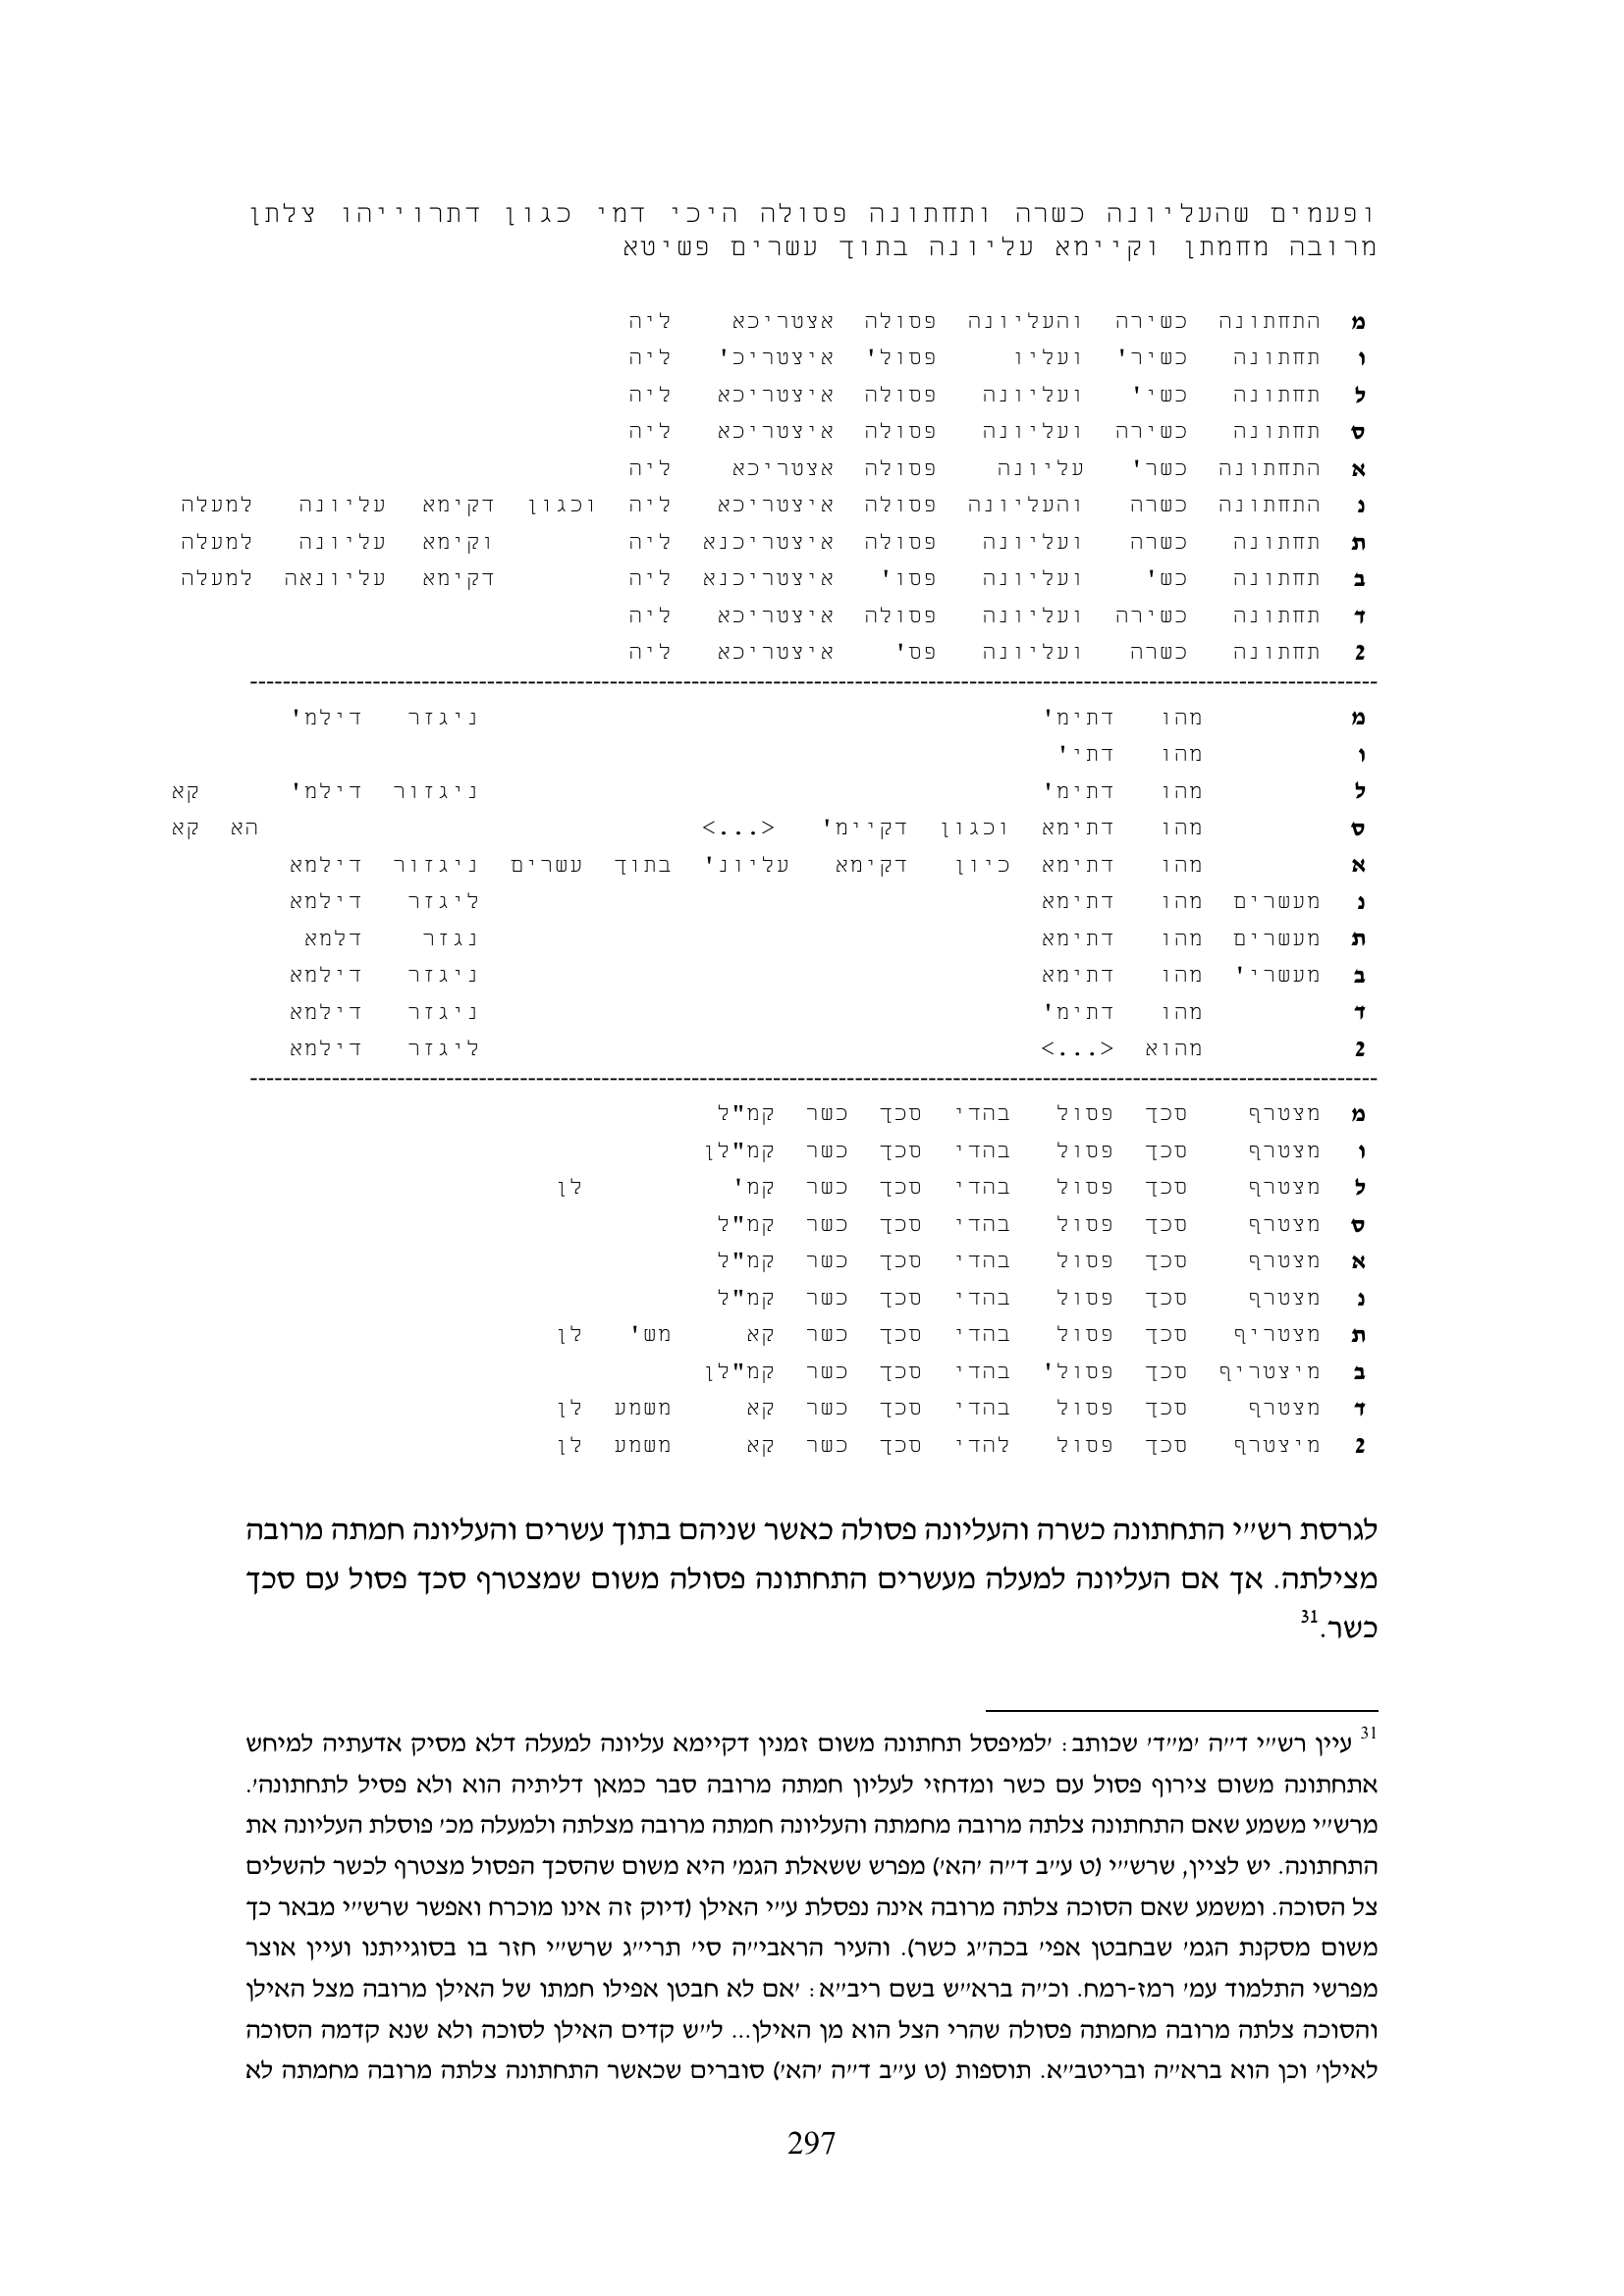 ופעמים שהעליונה כשרה ותחתונה פסולה היכי דמי כגון דתרוייהו צלתן
מרובה מחמתן וקיימא עליונה בתוך עשרים פשיטא
מ התחתונה כשירה והעליונה פסולה אצטריכא ליה
ו תחתונה כשיר' ועליו פסול' איצטריכ' ליה
ל תחתונה כשי' ועליונה פסולה איצטריכא ליה
ס תחתונה כשירה ועליונה פסולה איצטריכא ליה
א התחתונה כשר' עליונה פסולה אצטריכא ליה
נ התחתונה כשרה והעליונה פסולה איצטריכא ליה וכגון דקימא עליונה למעלה
ת תחתונה כשרה ועליונה פסולה איצטריכנא ליה וקימא עליונה למעלה
ב תחתונה כש' ועליונה פסו' איצטריכנא ליה דקימא עליונאה למעלה
ד תחתונה כשירה ועליונה פסולה איצטריכא ליה
2 תחתונה כשרה ועליונה פס' איצטריכא ליה
מ מהו דתימ' ניגזר דילמ'
ו מהו דתי'
ל מהו דתימ' ניגזור דילמ' קא
ס מהו דתימא וכגון דקיימ' <...> הא קא
א מהו דתימא כיון דקימא עליונ' בתוך עשרים ניגזור דילמא
נ מעשרים מהו דתימא ליגזר דילמא
ת מעשרים מהו דתימא נגזר דלמא
ב מעשרי' מהו דתימא ניגזר דילמא
ד מהו דתימ' ניגזר דילמא
2 מהוא <...> ליגזר דילמא
מ מצטרף סכך פסול בהדי סכך כשר קמ"ל
ו מצטרף סכך פסול בהדי סכך כשר קמ"לן
ל מצטרף סכך פסול בהדי סכך כשר קמ' לן
ס מצטרף סכך פסול בהדי סכך כשר קמ"ל
א מצטרף סכך פסול בהדי סכך כשר קמ"ל
נ מצטרף סכך פסול בהדי סכך כשר קמ"ל
ת מצטריף סכך פסול בהדי סכך כשר קא מש' לן
ב מיצטריף סכך פסול' בהדי סכך כשר קמ"לן
ד מצטרף סכך פסול בהדי סכך כשר קא משמע לן
2 מיצטרף סכך פסול להדי סכך כשר קא משמע לן
לגרסת רש״י התחתונה כשרה והעליונה פסולה כאשר שניהם בתוך עשרים והעליונה חמתה מרובה
מצילתה. אך אם העליונה למעלה מעשרים התחתונה פסולה משום שמצטרף סכך פסול עם סכך
כשר.31
31 עיין רש״י ד״ה ׳מ״ד׳ שכותב: ׳למיפסל תחתונה משום זמנין דקיימא עליונה למעלה דלא מסיק אדעתיה למיחש
אתחתונה משום צירוף פסול עם כשר ומדחזי לעליון חמתה מרובה סבר כמאן דליתיה הוא ולא פסיל לתחתונה׳.
מרש״י משמע שאם התחתונה צלתה מרובה מחמתה והעליונה חמתה מרובה מצלתה ולמעלה מכ׳ פוסלת העליונה את
התחתונה. יש לציין, שרש״י (ט ע״ב ד״ה ׳הא׳) מפרש ששאלת הגמ׳ היא משום שהסכך הפסול מצטרף לכשר להשלים
צל הסוכה. ומשמע שאם הסוכה צלתה מרובה אינה נפסלת ע״י האילן (דיוק זה אינו מוכרח ואפשר שרש״י מבאר כך
משום מסקנת הגמ׳ שבחבטן אפי׳ בכה״ג כשר). והעיר הראבי״ה סי׳ תרי״ג שרש״י חזר בו בסוגייתנו ועיין אוצר
מפרשי התלמוד עמ׳ רמז-רמח. וכ״ה ברא״ש בשם ריב״א: ׳אם לא חבטן אפילו חמתו של האילן מרובה מצל האילן
והסוכה צלתה מרובה מחמתה פסולה שהרי הצל הוא מן האילן... ל״ש קדים האילן לסוכה ולא שנא קדמה הסוכה
לאילן׳ וכן הוא ברא״ה ובריטב״א. תוספות (ט ע״ב ד״ה ׳הא׳) סוברים שכאשר התחתונה צלתה מרובה מחמתה לא
297